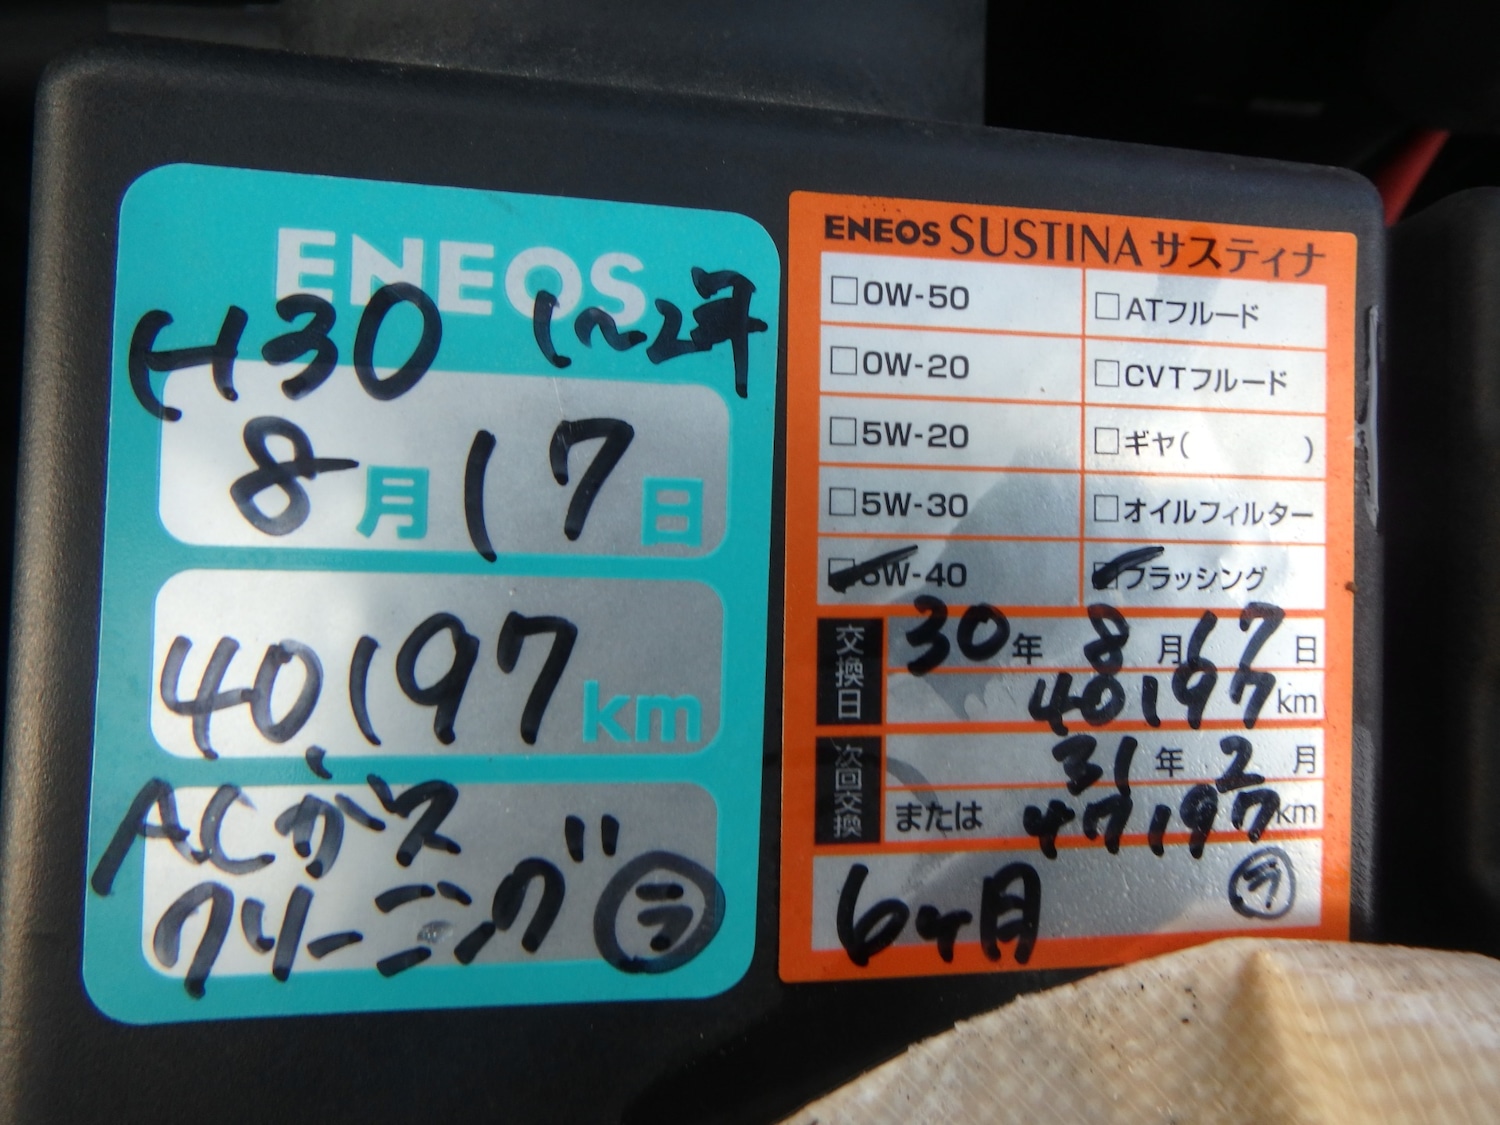 ENEOS
H30 1~2年
8月17日
40,197km
ACガス
クリーニング ㋶
ENEOS SUSTINA サスティナ
□0W-50 □ATフルード
□0W-20 □CVTフルード
□5W-20 □ギヤ( )
□5W-30 □オイルフィルター
☑5W-40 ☑フラッシング
交換日 30年 8月17日
40197km
次回交換 31年 2月
または 47197km
6ヶ月 ㋶